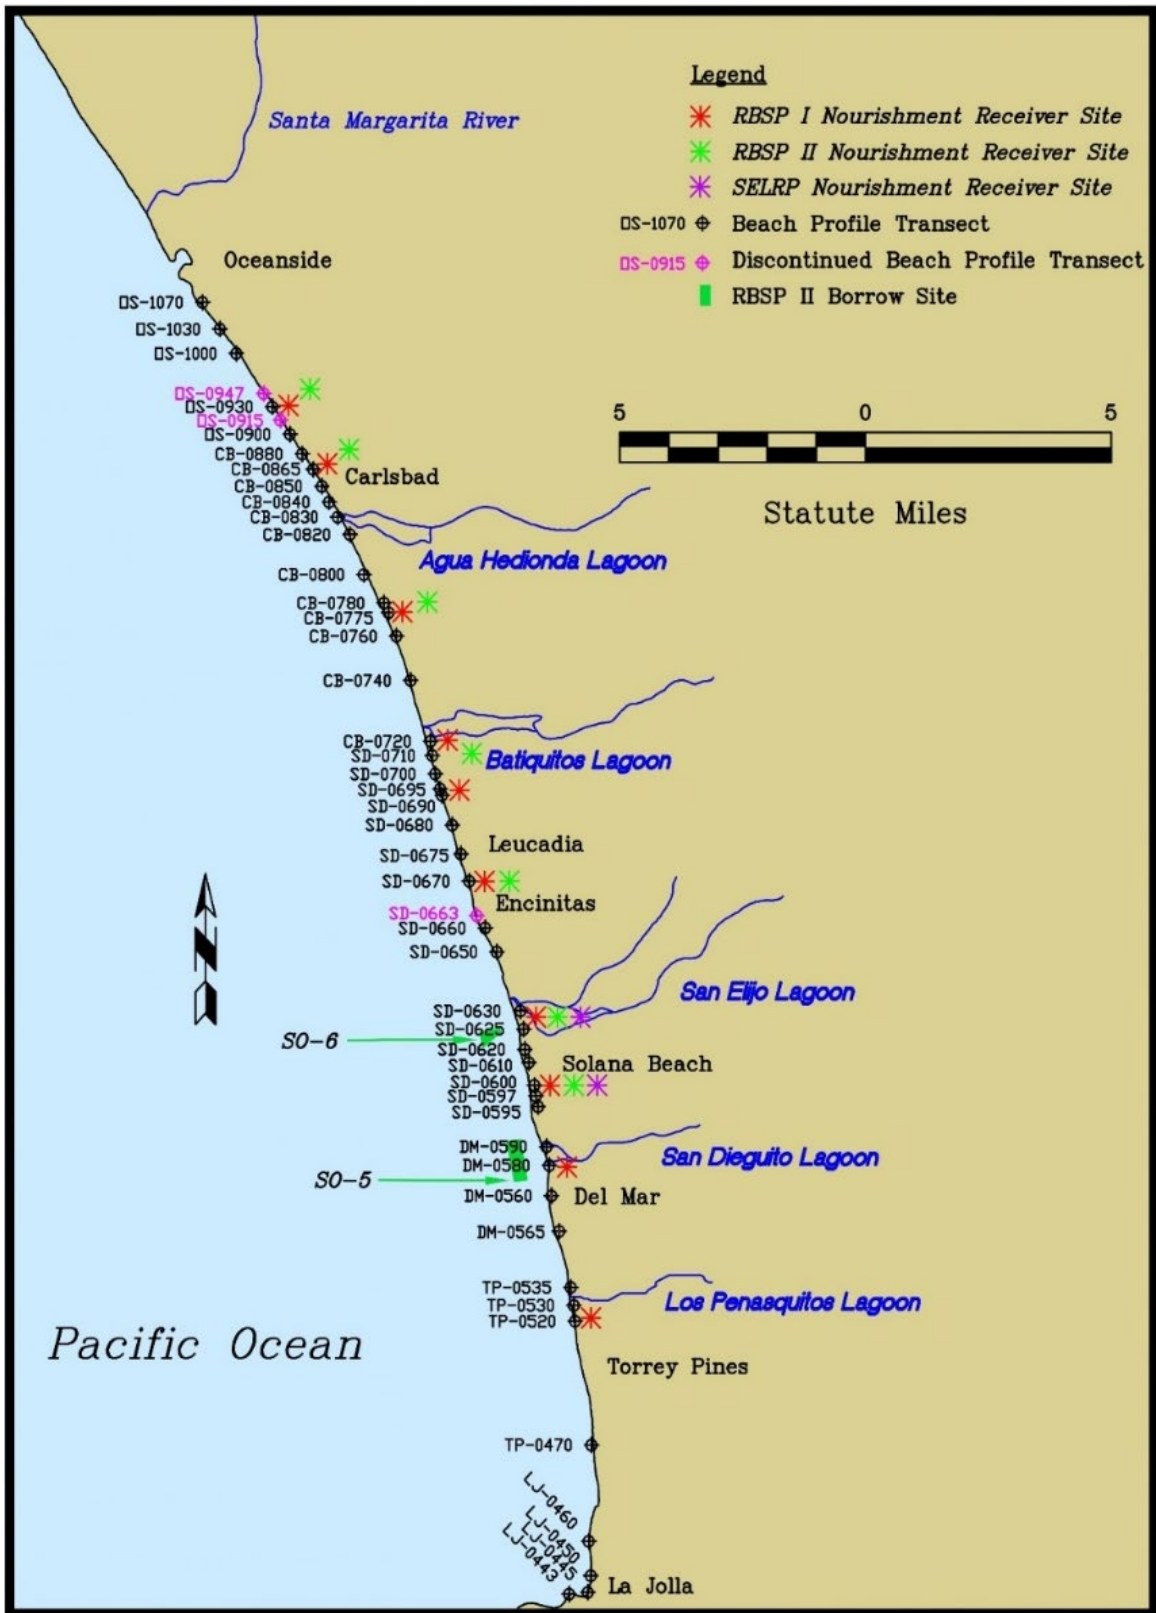 Legend
RBSP I Nourishment Receiver Site
RBSP II Nourishment Receiver Site
SELRP Nourishment Receiver Site
OS-1070 Beach Profile Transect
OS-0915 Discontinued Beach Profile Transect
RBSP II Borrow Site
Santa Margarita River
Oceanside
OS-1070
OS-1030
OS-1000
OS-0947
OS-0930
OS-0915
OS-0900
CB-0880
CB-0865
Carlsbad
CB-0850
CB-0840
CB-0830
CB-0820
5 0 5
Statute Miles
Agua Hedionda Lagoon
CB-0800
CB-0780
CB-0775
CB-0760
CB-0740
CB-0720
SD-0710
Batiquitos Lagoon
SD-0700
SD-0695
SD-0690
SD-0680
Leucadia
SD-0675
SD-0670
Encinitas
SD-0663
SD-0660
SD-0650
N
San Elijo Lagoon
SD-0630
SD-0625
SO-6
SD-0620
SD-0610
Solana Beach
SD-0600
SD-0597
SD-0595
DM-0590
San Dieguito Lagoon
DM-0580
SO-5
DM-0560
Del Mar
DM-0565
TP-0535
Los Penasquitos Lagoon
TP-0530
TP-0520
Pacific Ocean
Torrey Pines
TP-0470
LJ-0460
LJ-0450
LJ-0445
LJ-0443
La Jolla